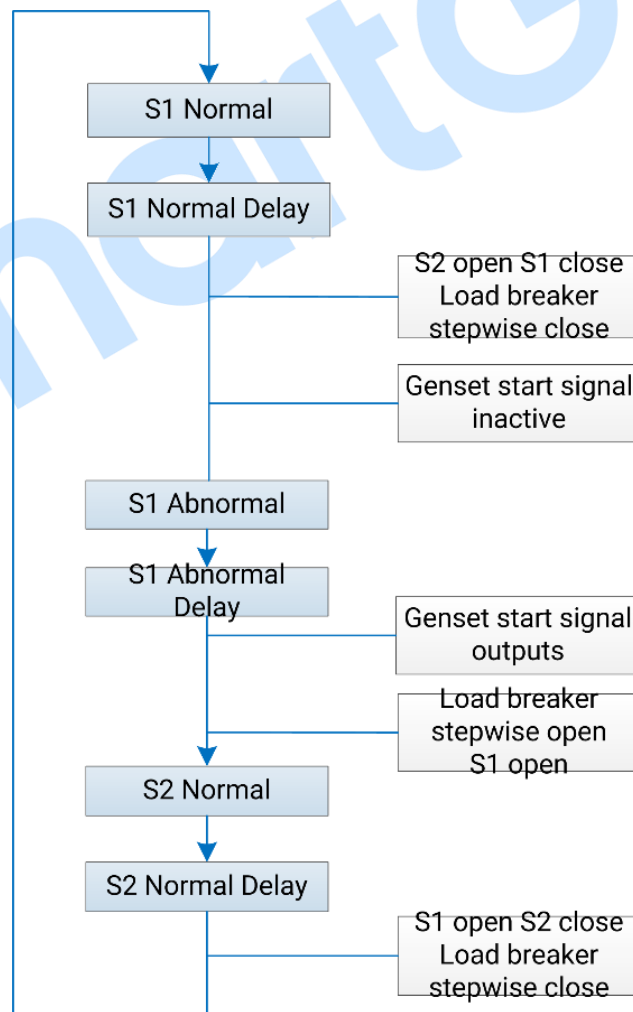 S1 Normal
S1 Normal Delay
S2 open S1 close
Load breaker
stepwise close
Genset start signal
inactive
S1 Abnormal
S1 Abnormal
Delay
Genset start signal
outputs
Load breaker
stepwise open
S1 open
S2 Normal
S2 Normal Delay
S1 open S2 close
Load breaker
stepwise close